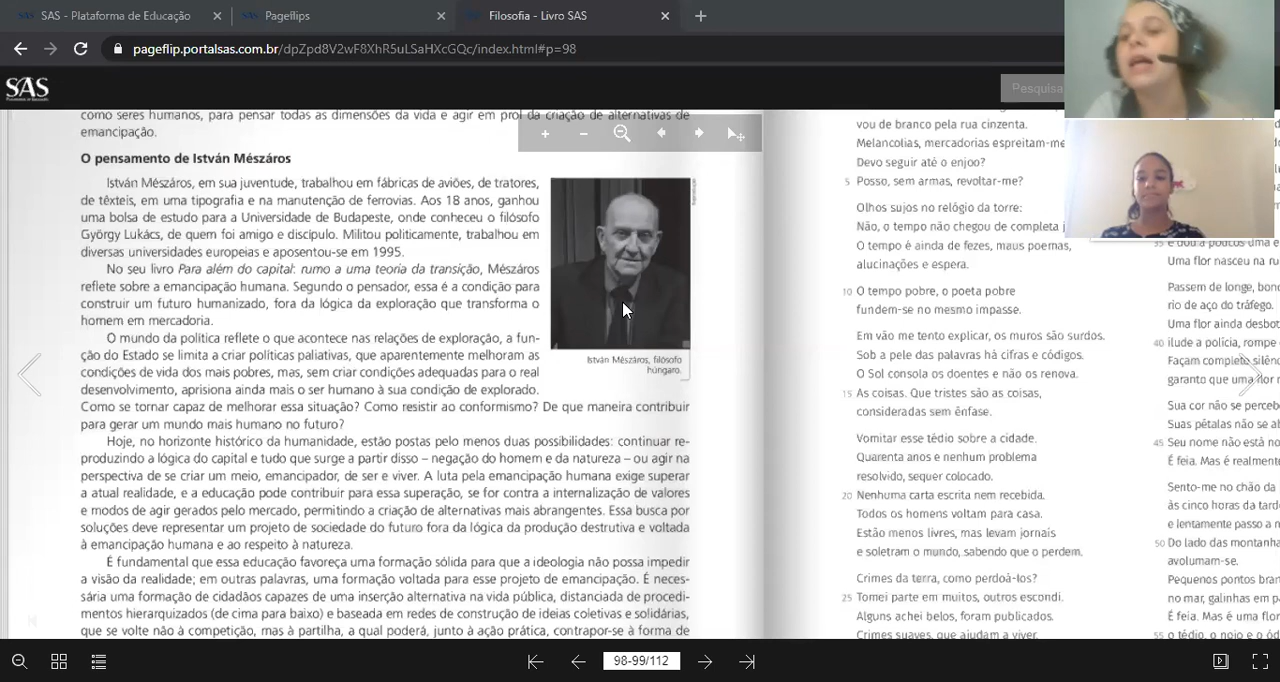 SAS - Plataforma de Educação
Pageflips
Filosofia - Livro SAS
pageflip.portalsas.com.br/dpZpd8V2wF8XhR5uLSaHXcGQc/index.html#p=98
SAS
Pesquisa
como seres humanos, para pensar todas as dimensões da vida e agir em prol da criação de alternativas de
emancipação.
O pensamento de István Mészáros
István Mészáros, em sua juventude, trabalhou em fábricas de aviões, de tratores,
de têxteis, em uma tipografia e na manutenção de ferrovias. Aos 18 anos, ganhou
uma bolsa de estudo para a Universidade de Budapeste, onde conheceu o filósofo
György Lukács, de quem foi amigo e discípulo. Militou politicamente, trabalhou em
diversas universidades europeias e aposentou-se em 1995.
No seu livro Para além do capital: rumo a uma teoria da transição, Mészáros
reflete sobre a emancipação humana. Segundo o pensador, essa é a condição para
construir um futuro humanizado, fora da lógica da exploração que transforma o
homem em mercadoria.
O mundo da política reflete o que acontece nas relações de exploração, a fun-
ção do Estado se limita a criar políticas paliativas, que aparentemente melhoram as
condições de vida dos mais pobres, mas, sem criar condições adequadas para o real
desenvolvimento, aprisiona ainda mais o ser humano à sua condição de explorado.
Como se tornar capaz de melhorar essa situação? Como resistir ao conformismo? De que maneira contribuir
para gerar um mundo mais humano no futuro?
Hoje, no horizonte histórico da humanidade, estão postas pelo menos duas possibilidades: continuar re-
produzindo a lógica do capital e tudo que surge a partir disso – negação do homem e da natureza – ou agir na
perspectiva de se criar um meio, emancipador, de ser e viver. A luta pela emancipação humana exige superar
a atual realidade, e a educação pode contribuir para essa superação, se for contra a internalização de valores
e modos de agir gerados pelo mercado, permitindo a criação de alternativas mais abrangentes. Essa busca por
soluções deve representar um projeto de sociedade do futuro fora da lógica da produção destrutiva e voltada
à emancipação humana e ao respeito à natureza.
É fundamental que essa educação favoreça uma formação sólida para que a ideologia não possa impedir
a visão da realidade; em outras palavras, uma formação voltada para esse projeto de emancipação. É neces-
sária uma formação de cidadãos capazes de uma inserção alternativa na vida pública, distanciada de procedi-
mentos hierarquizados (de cima para baixo) e baseada em redes de construção de ideias coletivas e solidárias,
que se volte não à competição, mas à partilha, a qual poderá, junto à ação prática, contrapor-se à forma de
István Mészáros, filósofo
húngaro.
vou de branco pela rua cinzenta.
Melancolias, mercadorias espreitam-me
Devo seguir até o enjoo?
5 Posso, sem armas, revoltar-me?
Olhos sujos no relógio da torre:
Não, o tempo não chegou de completa j
O tempo é ainda de fezes, maus poemas,
alucinações e espera.
10 O tempo pobre, o poeta pobre
fundem-se no mesmo impasse.
Em vão me tento explicar, os muros são surdos.
Sob a pele das palavras há cifras e códigos.
O Sol consola os doentes e não os renova.
15 As coisas. Que tristes são as coisas,
consideradas sem ênfase.
Vomitar esse tédio sobre a cidade.
Quarenta anos e nenhum problema
resolvido, sequer colocado.
20 Nenhuma carta escrita nem recebida.
Todos os homens voltam para casa.
Estão menos livres, mas levam jornais
e soletram o mundo, sabendo que o perdem.
Crimes da terra, como perdoá-los?
25 Tomei parte em muitos, outros escondi.
Alguns achei belos, foram publicados.
Crimes suaves, que ajudam a viver.
35 e dou a poucos uma e
Uma flor nasceu na ru
Passem de longe, bond
rio de aço do tráfego.
Uma flor ainda desbot
40 ilude a polícia, rompe
Façam completo silênc
garanto que uma flor n
Sua cor não se percebe
Suas pétalas não se ab
45 Seu nome não está no
É feia. Mas é realmente
Sento-me no chão da
às cinco horas da tard
e lentamente passo a m
50 Do lado das montanha
avolumam-se.
Pequenos pontos bran
no mar, galinhas em pâ
É feia. Mas é uma flor
55 o tédio, o nojo e o ód
98-99/112